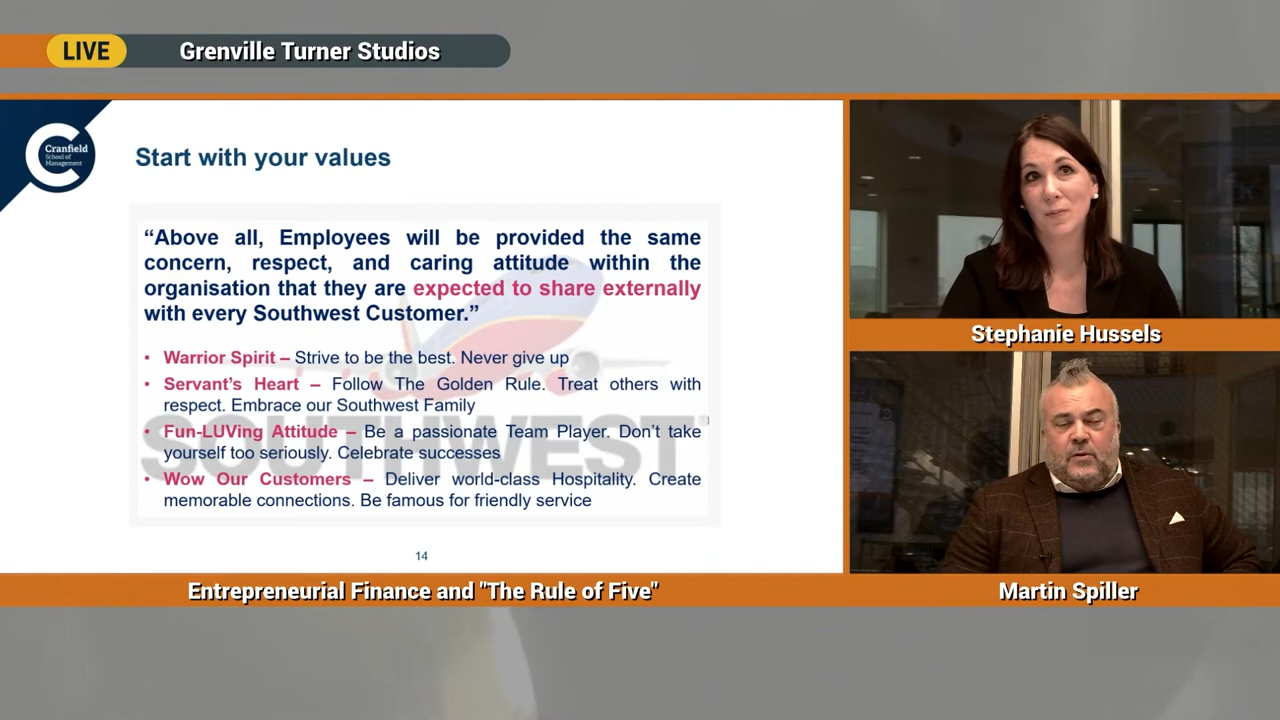 LIVE
Grenville Turner Studios
Cranfield
School of
Management
Start with your values
“Above all, Employees will be provided the same
concern, respect, and caring attitude within the
organisation that they are expected to share externally
with every Southwest Customer.”
• Warrior Spirit – Strive to be the best. Never give up
• Servant’s Heart – Follow The Golden Rule. Treat others with
respect. Embrace our Southwest Family
• Fun-LUVing Attitude – Be a passionate Team Player. Don’t take
yourself too seriously. Celebrate successes
• Wow Our Customers – Deliver world-class Hospitality. Create
memorable connections. Be famous for friendly service
SOUTHWEST
14
Stephanie Hussels
Entrepreneurial Finance and "The Rule of Five"
Martin Spiller